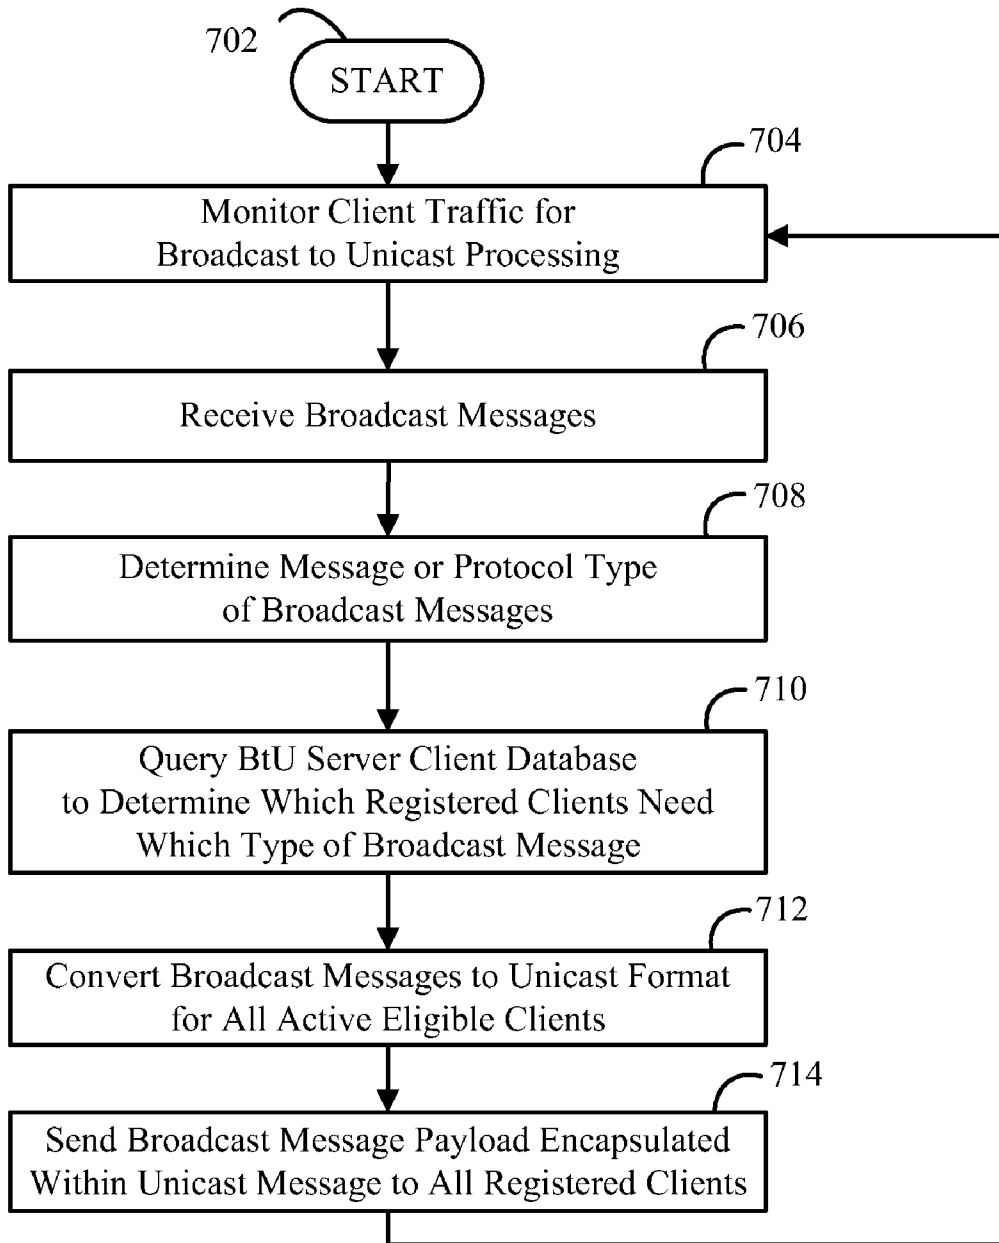 702
START
704
Monitor Client Traffic for
Broadcast to Unicast Processing
706
Receive Broadcast Messages
708
Determine Message or Protocol Type
of Broadcast Messages
710
Query BtU Server Client Database
to Determine Which Registered Clients Need
Which Type of Broadcast Message
712
Convert Broadcast Messages to Unicast Format
for All Active Eligible Clients
714
Send Broadcast Message Payload Encapsulated
Within Unicast Message to All Registered Clients